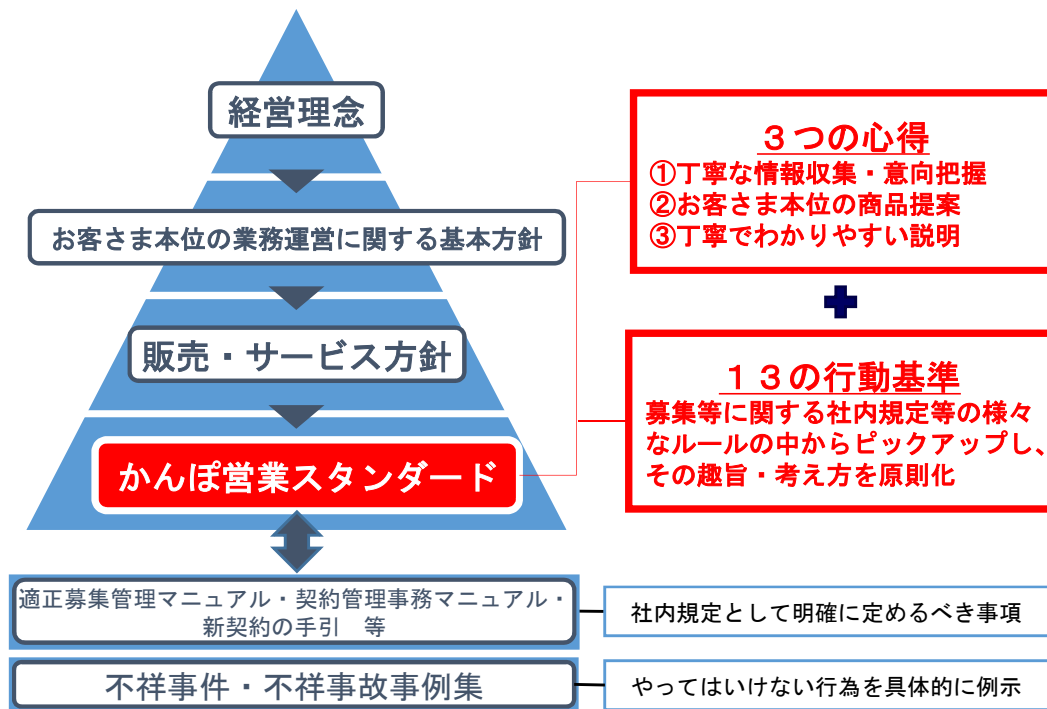 経営理念
お客さま本位の業務運営に関する基本方針
販売・サービス方針
かんぽ営業スタンダード
３つの心得
①丁寧な情報収集・意向把握
②お客さま本位の商品提案
③丁寧でわかりやすい説明
１３の行動基準
募集等に関する社内規定等の様々
なルールの中からピックアップし、
その趣旨・考え方を原則化
適正募集管理マニュアル・契約管理事務マニュアル・
新契約の手引　等
社内規定として明確に定めるべき事項
不祥事件・不祥事故事例集
やってはいけない行為を具体的に例示